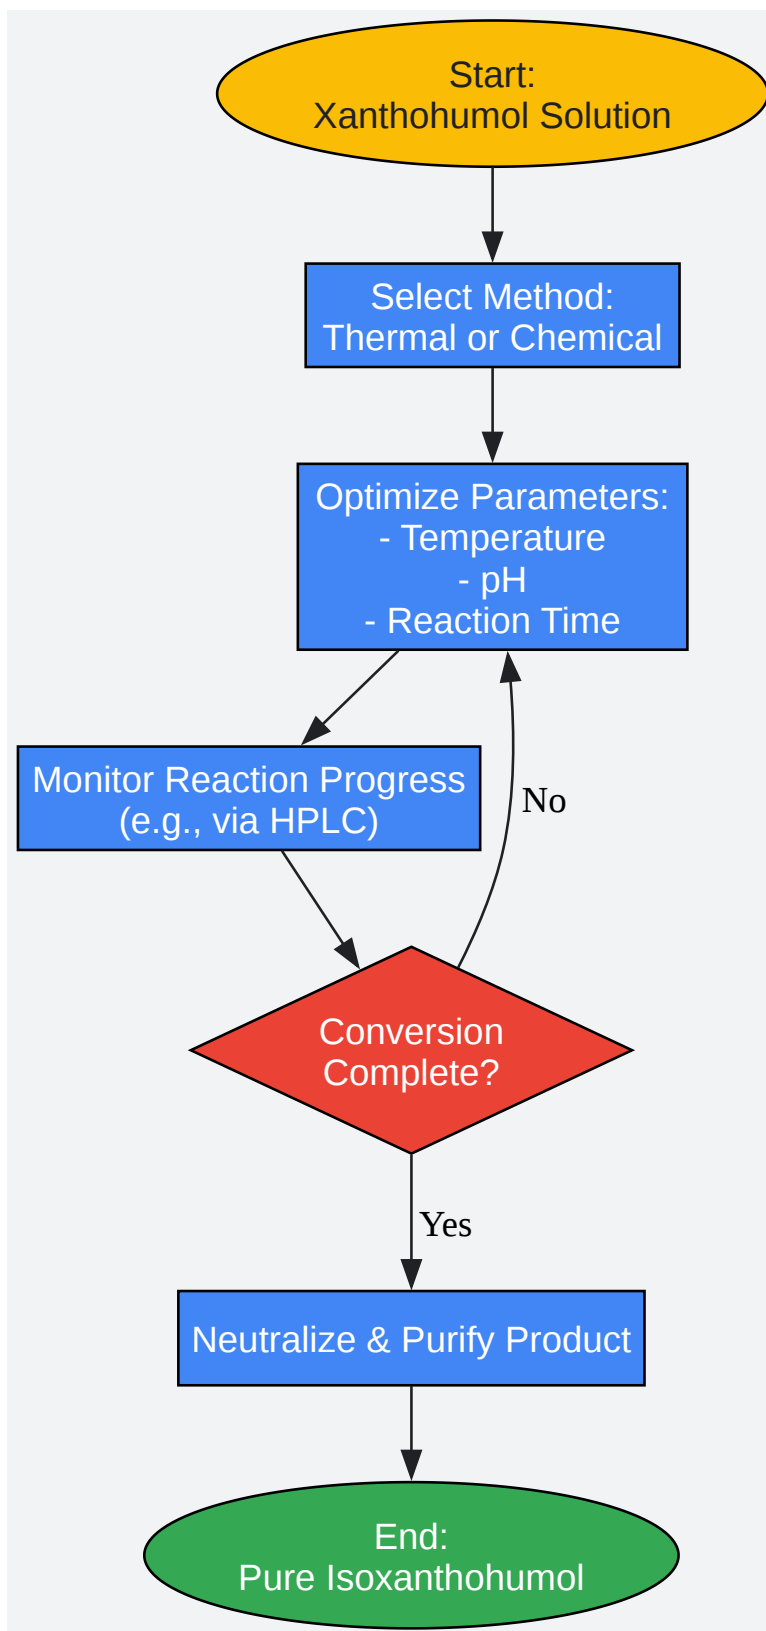 Start:
Xanthohumol Solution
Select Method:
Thermal or Chemical
Optimize Parameters:
- Temperature
- pH
- Reaction Time
Monitor Reaction Progress
(e.g., via HPLC)
No
Conversion
Complete?
Yes
Neutralize & Purify Product
End:
Pure Isoxanthohumol